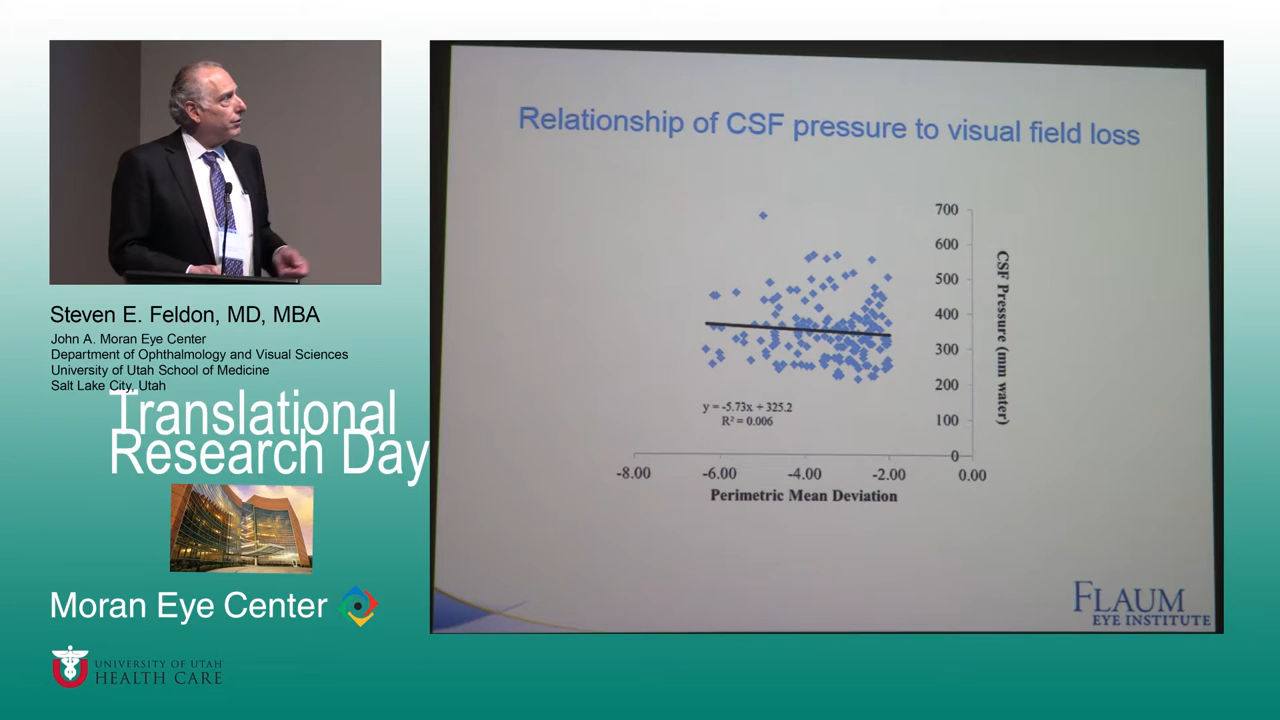 Steven E. Feldon, MD, MBA
John A. Moran Eye Center
Department of Ophthalmology and Visual Sciences
University of Utah School of Medicine
Salt Lake City, Utah
Translational
Research Day
Moran Eye Center
UNIVERSITY OF UTAH
HEALTH CARE
Relationship of CSF pressure to visual field loss
700
600
500
400
300
200
100
0
CSF Pressure (mm water)
y = -5.73x + 325.2
R² = 0.006
-8.00 -6.00 -4.00 -2.00 0.00
Perimetric Mean Deviation
FLAUM
EYE INSTITUTE